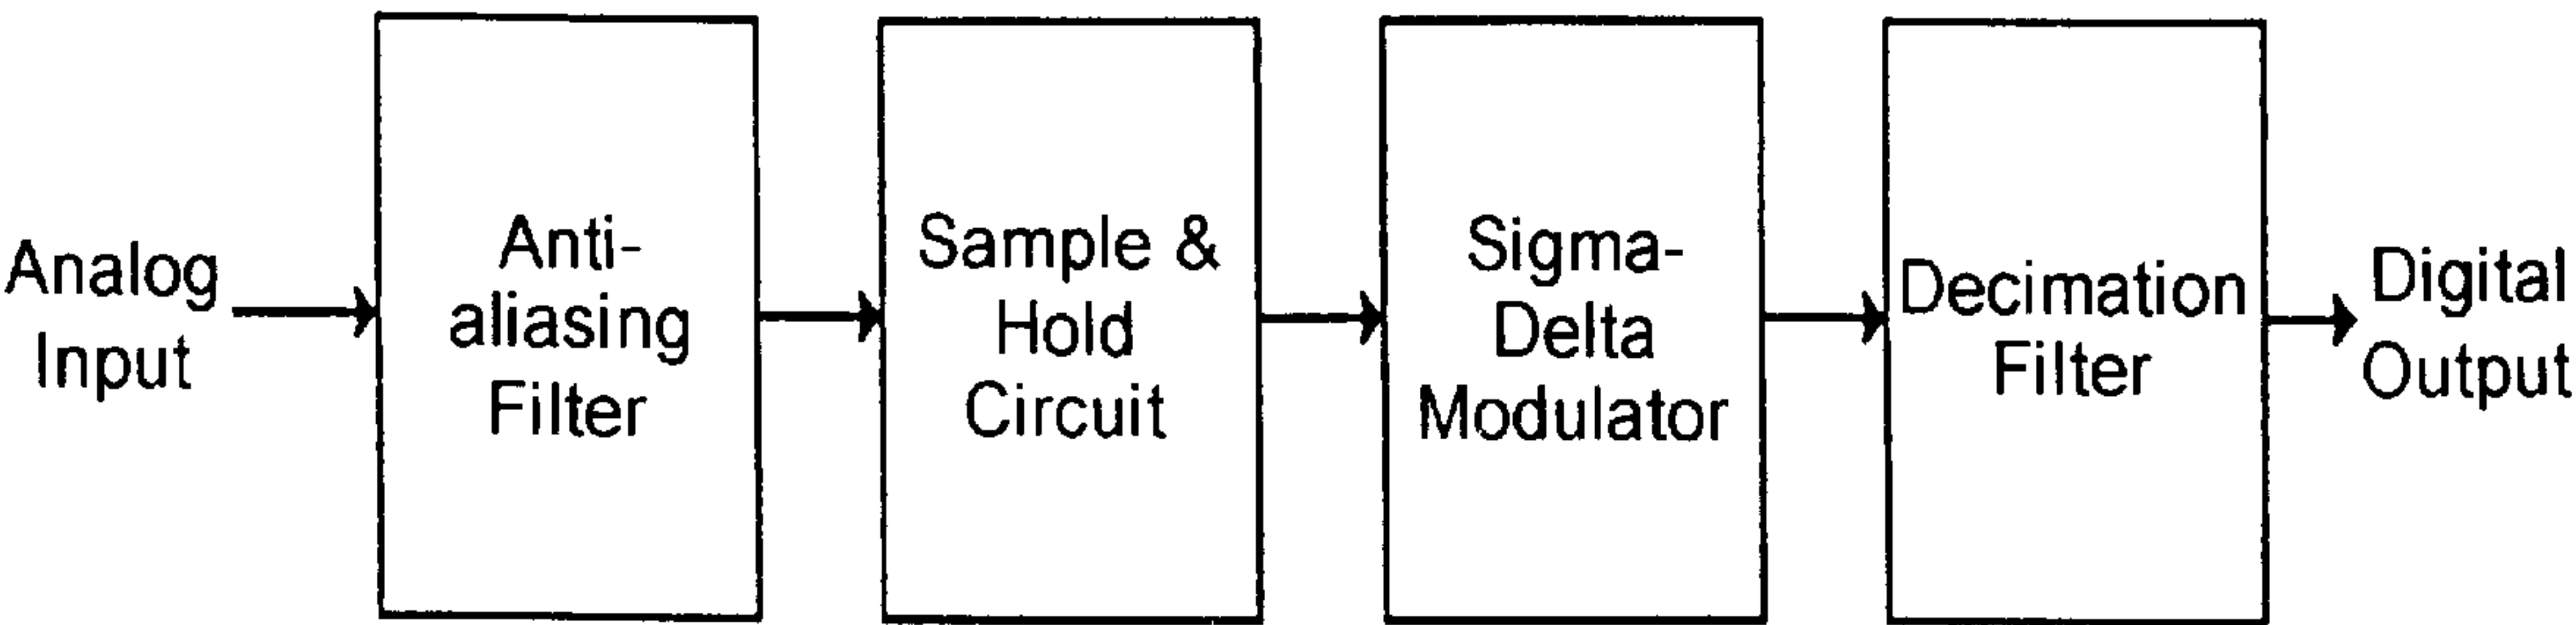 Analog
Input
Anti-
aliasing
Filter
Sample &
Hold
Circuit
Sigma-
Delta
Modulator
Decimation
Filter
Digital
Output